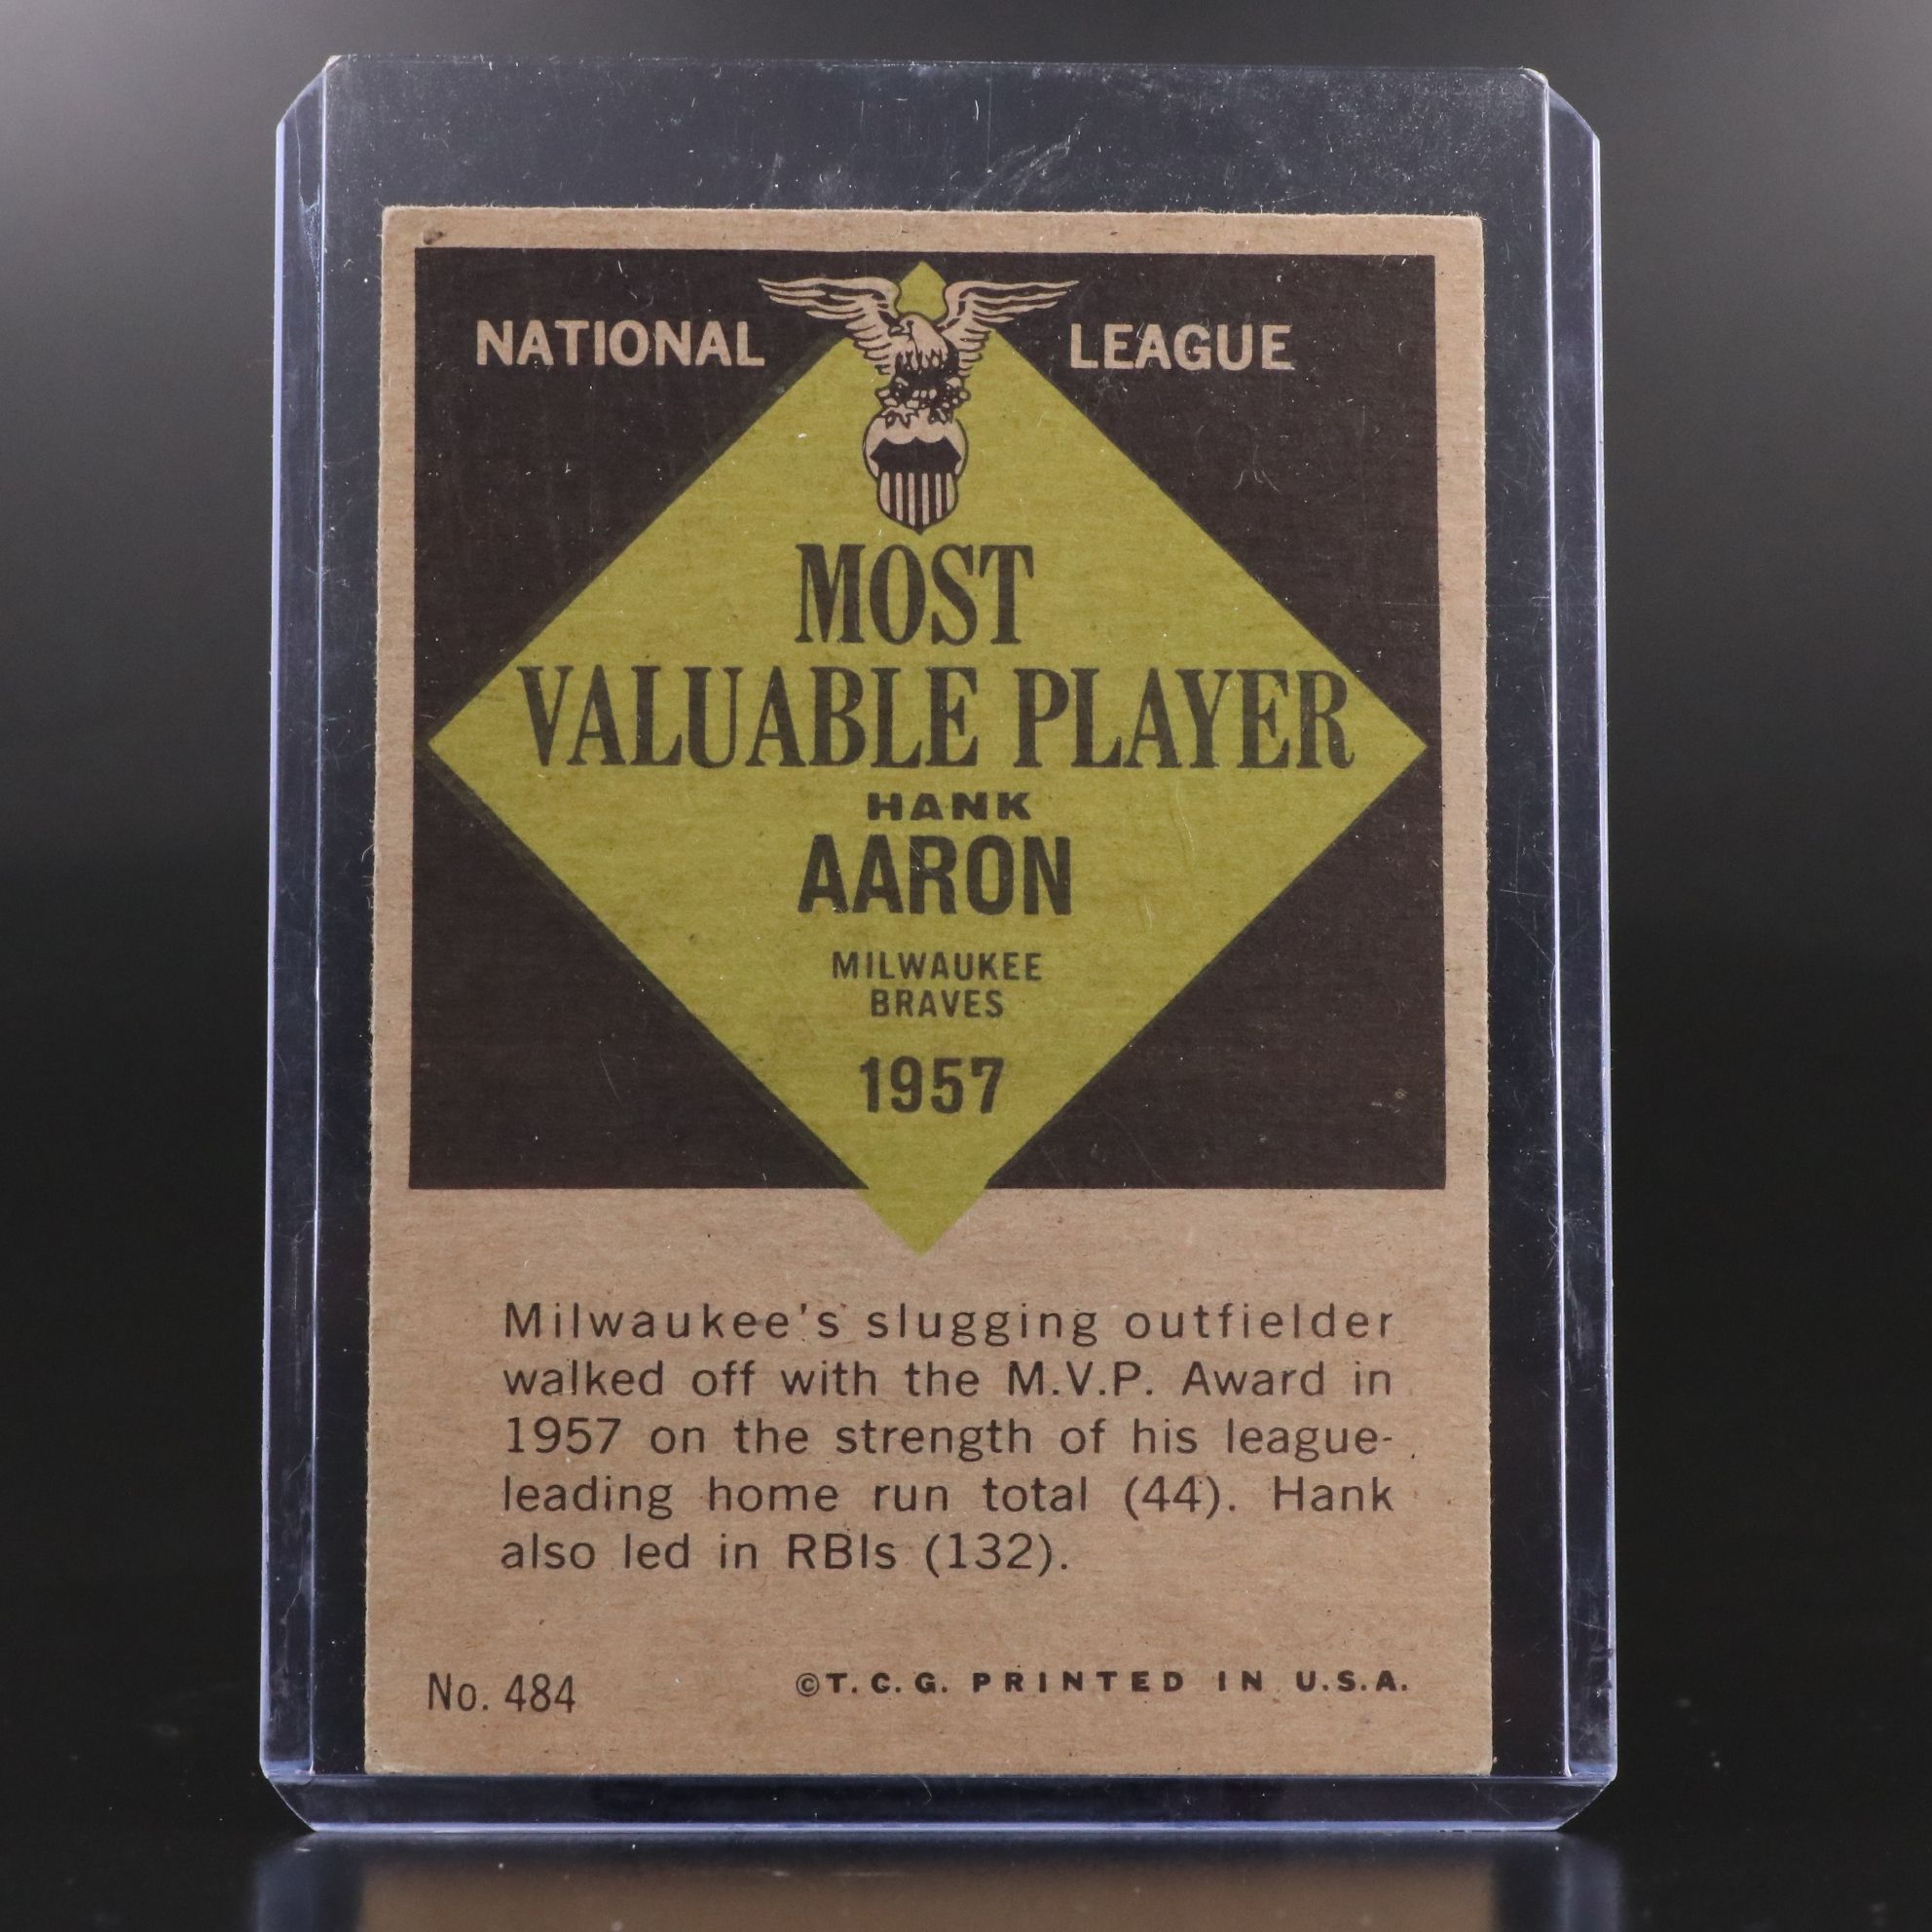 NATIONAL LEAGUE
MOST
VALUABLE PLAYER
HANK
AARON
MILWAUKEE
BRAVES
1957
Milwaukee's slugging outfielder
walked off with the M.V.P. Award in
1957 on the strength of his league-
leading home run total (44). Hank
also led in RBIs (132).
No. 484 ©T.C.G. PRINTED IN U.S.A.